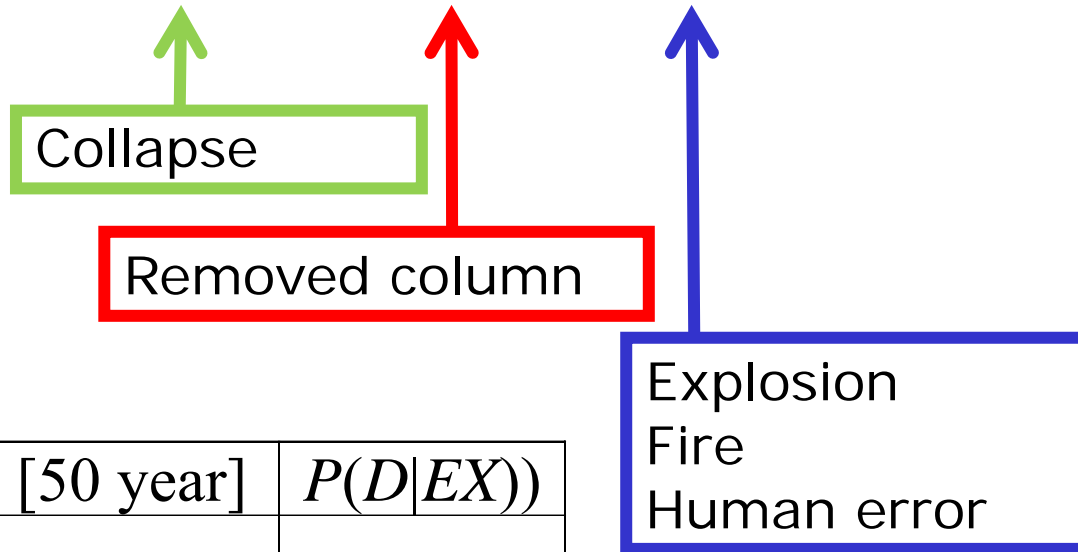 Collapse
Removed column
Explosion
Fire
Human error
[50 year] P(D|EX))